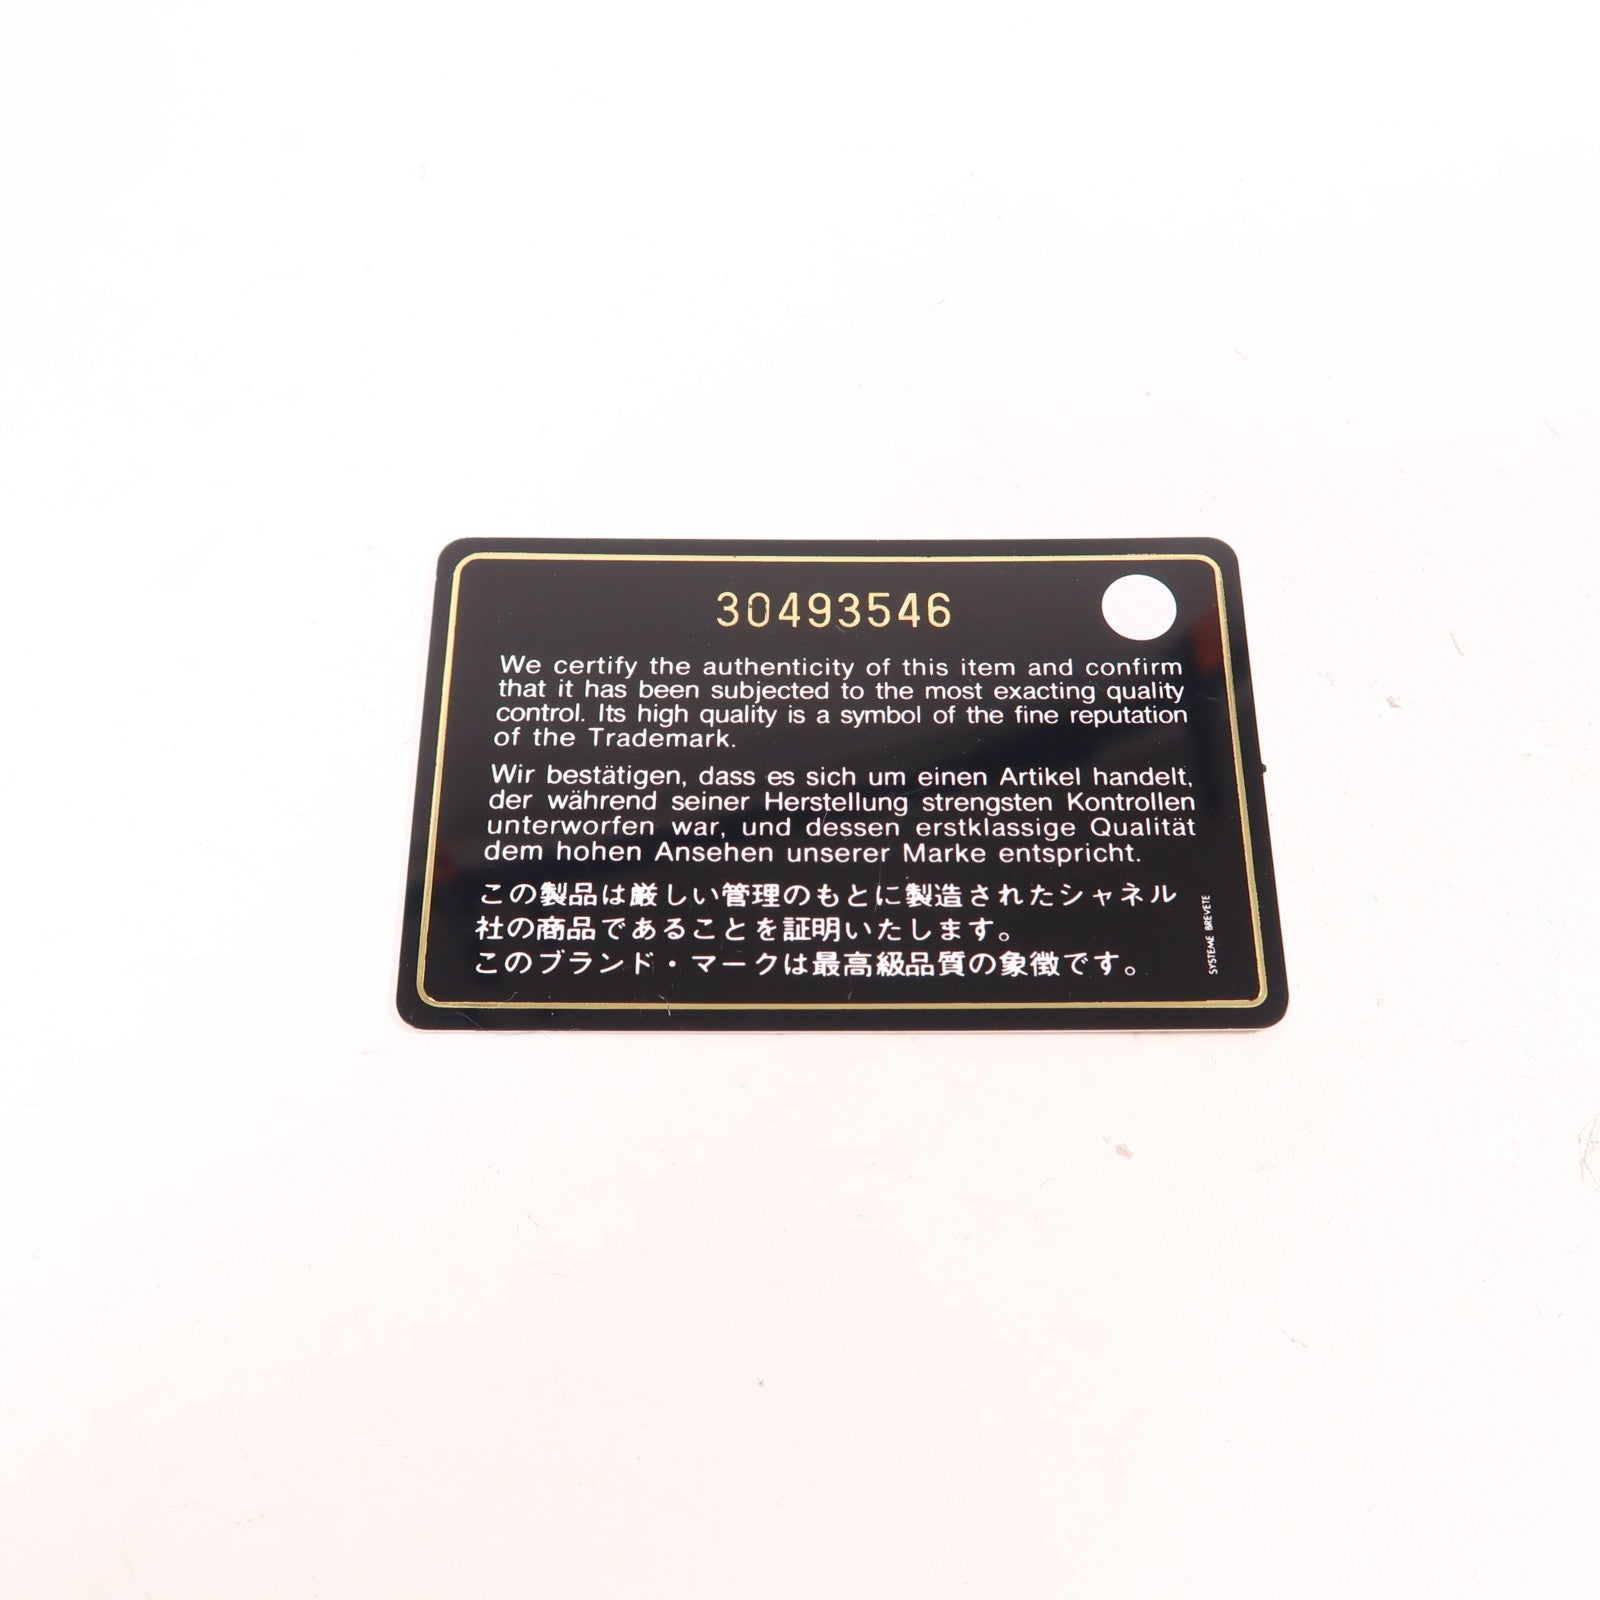 30493546
We certify the authenticity of this item and confirm
that it has been subjected to the most exacting quality
control. Its high quality is a symbol of the fine reputation
of the Trademark.
Wir bestätigen, dass es sich um einen Artikel handelt,
der während seiner Herstellung strengsten Kontrollen
unterworfen war, und dessen erstklassige Qualität
dem hohen Ansehen unserer Marke entspricht.
この製品は厳しい管理のもとに製造されたシャネル
社の商品であることを証明いたします。
このブランド・マークは最高級品質の象徴です。
SYSTEME BREVETE